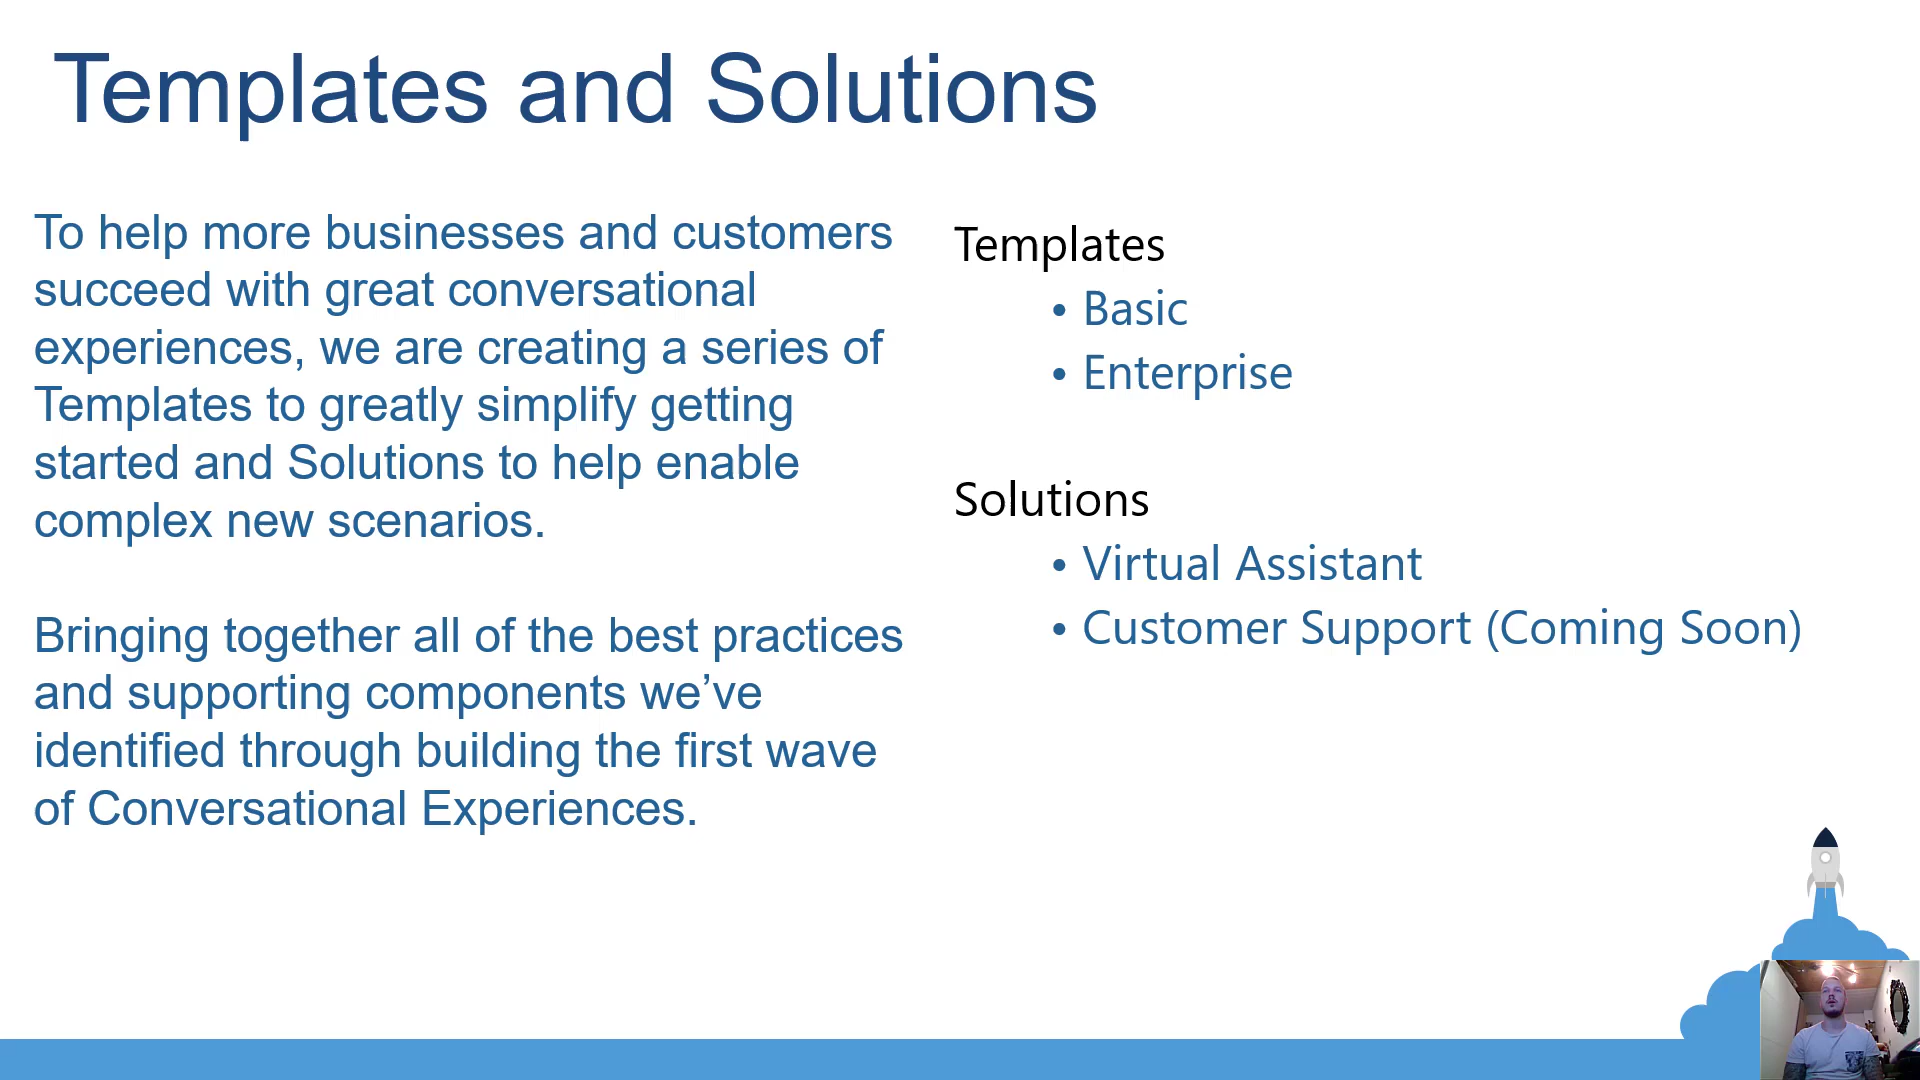 Templates and Solutions
To help more businesses and customers
succeed with great conversational
experiences, we are creating a series of
Templates to greatly simplify getting
started and Solutions to help enable
complex new scenarios.
Bringing together all of the best practices
and supporting components we’ve
identified through building the first wave
of Conversational Experiences.
Templates
• Basic
• Enterprise
Solutions
• Virtual Assistant
• Customer Support (Coming Soon)